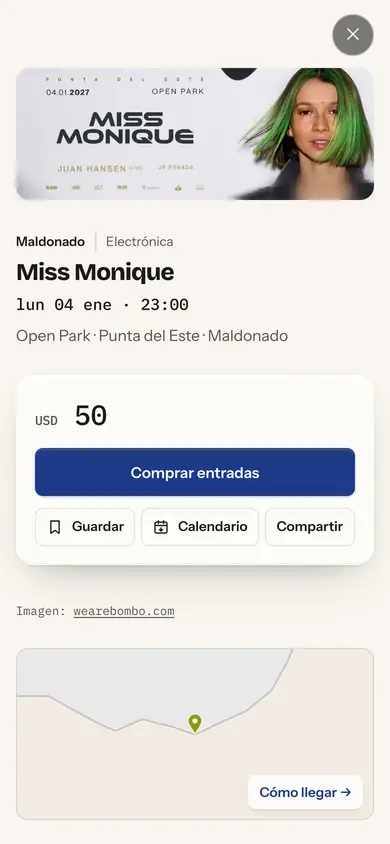 PUNTA DEL ESTE
04.01.2027
OPEN PARK
MISS
MONIQUE
JUAN HANSEN (LIVE)
JP POSADA
Maldonado
Electrónica
Miss Monique
lun 04 ene · 23:00
Open Park · Punta del Este · Maldonado
USD 50
Comprar entradas
Guardar
Calendario
Compartir
Imagen: wearebombo.com
Cómo llegar →